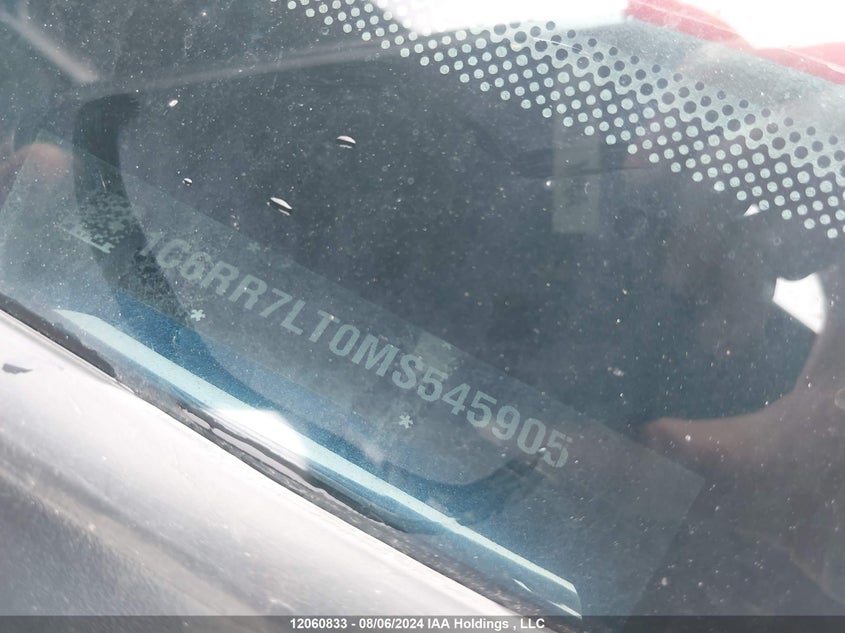 1C6RR7LT0MS545905
* *
12060833 - 08/06/2024 IAA Holdings , LLC